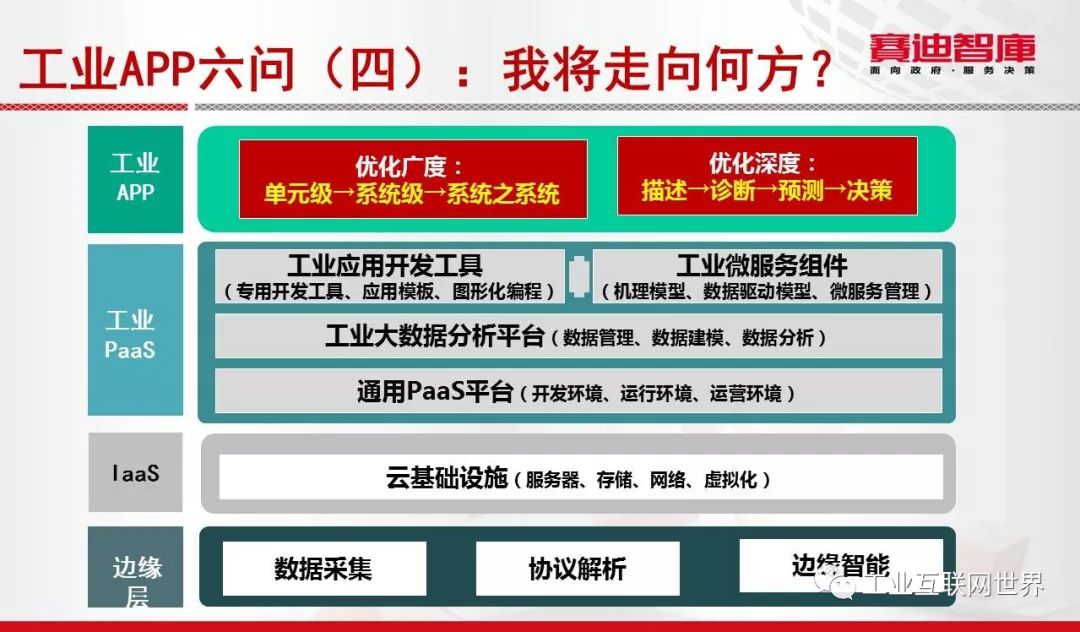 工业APP六问（四）：我将走向何方？
赛迪智庫
面向政府·服务决策
工业
APP
优化广度：
单元级→系统级→系统之系统
优化深度：
描述→诊断→预测→决策
工业
PaaS
工业应用开发工具
（专用开发工具、应用模板、图形化编程）
工业微服务组件
（机理模型、数据驱动模型、微服务管理）
工业大数据分析平台（数据管理、数据建模、数据分析）
通用PaaS平台（开发环境、运行环境、运营环境）
IaaS
云基础设施（服务器、存储、网络、虚拟化）
边缘
层
数据采集
协议解析
边缘智能
工业互联网世界